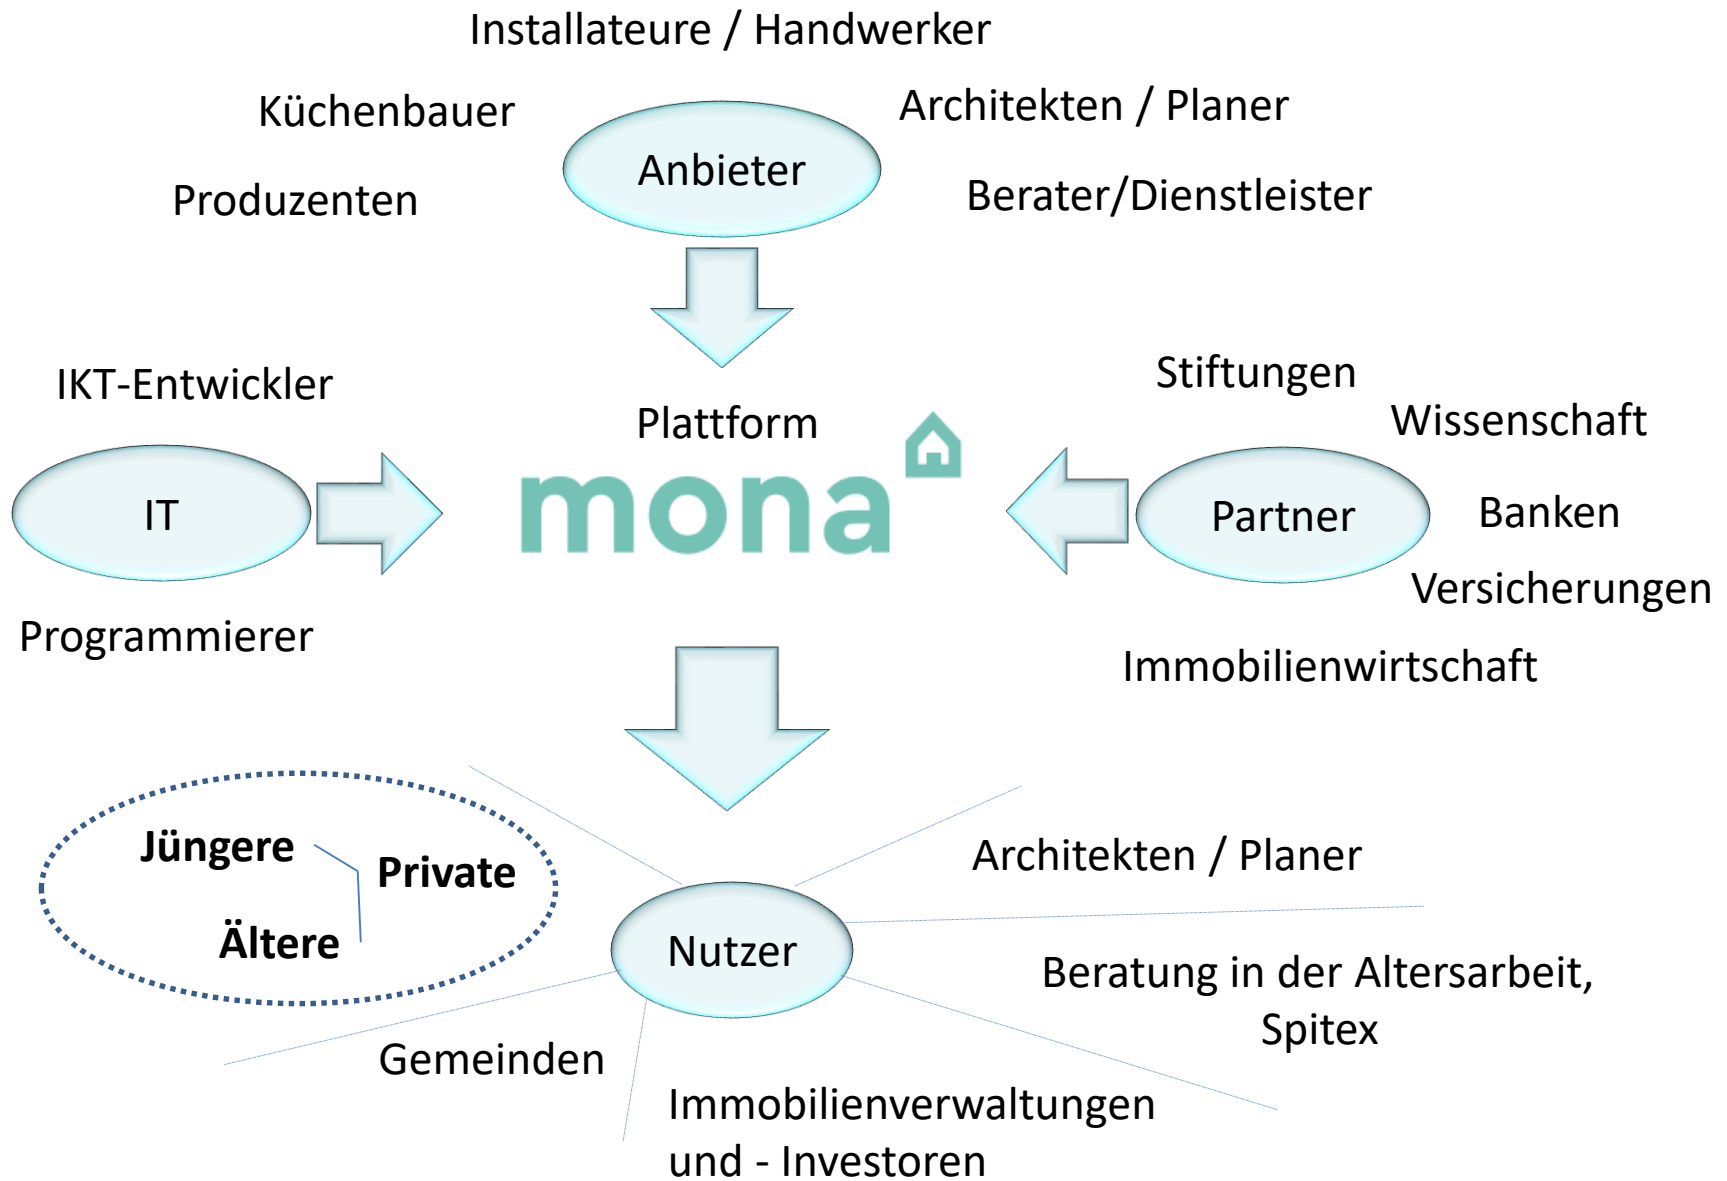 Installateure / Handwerker
Küchenbauer
Architekten / Planer
Anbieter
Produzenten
Berater/Dienstleister
IKT-Entwickler
Stiftungen
Plattform
Wissenschaft
mona
IT
Partner
Banken
Versicherungen
Programmierer
Immobilienwirtschaft
Jüngere
Private
Ältere
Architekten / Planer
Nutzer
Beratung in der Altersarbeit,
Spitex
Gemeinden
Immobilienverwaltungen
und - Investoren